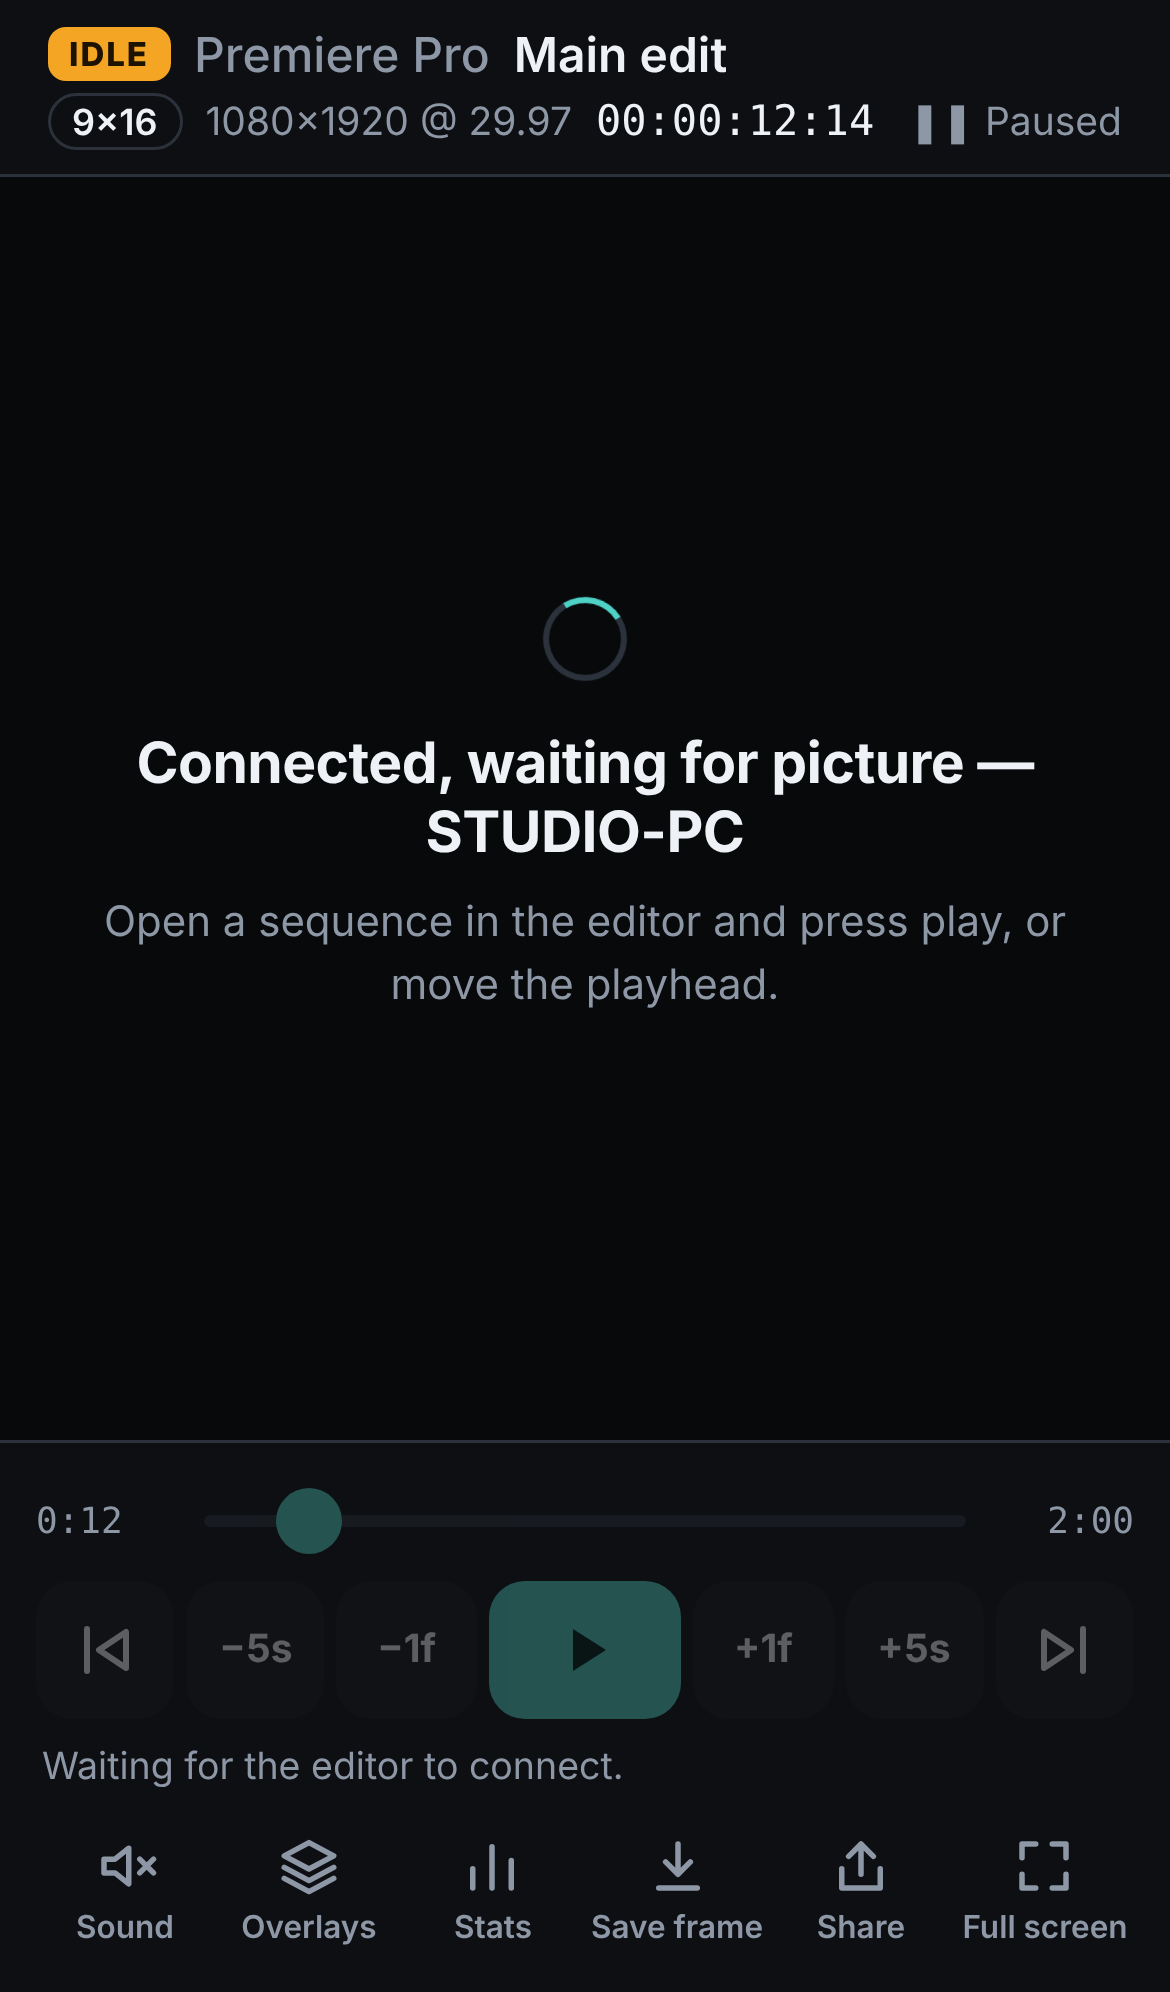 IDLE Premiere Pro Main edit
9×16 1080×1920 @ 29.97 00:00:12:14 ❚❚ Paused
Connected, waiting for picture —
STUDIO-PC
Open a sequence in the editor and press play, or
move the playhead.
0:12 2:00
−5s −1f +1f +5s
Waiting for the editor to connect.
Sound Overlays Stats Save frame Share Full screen